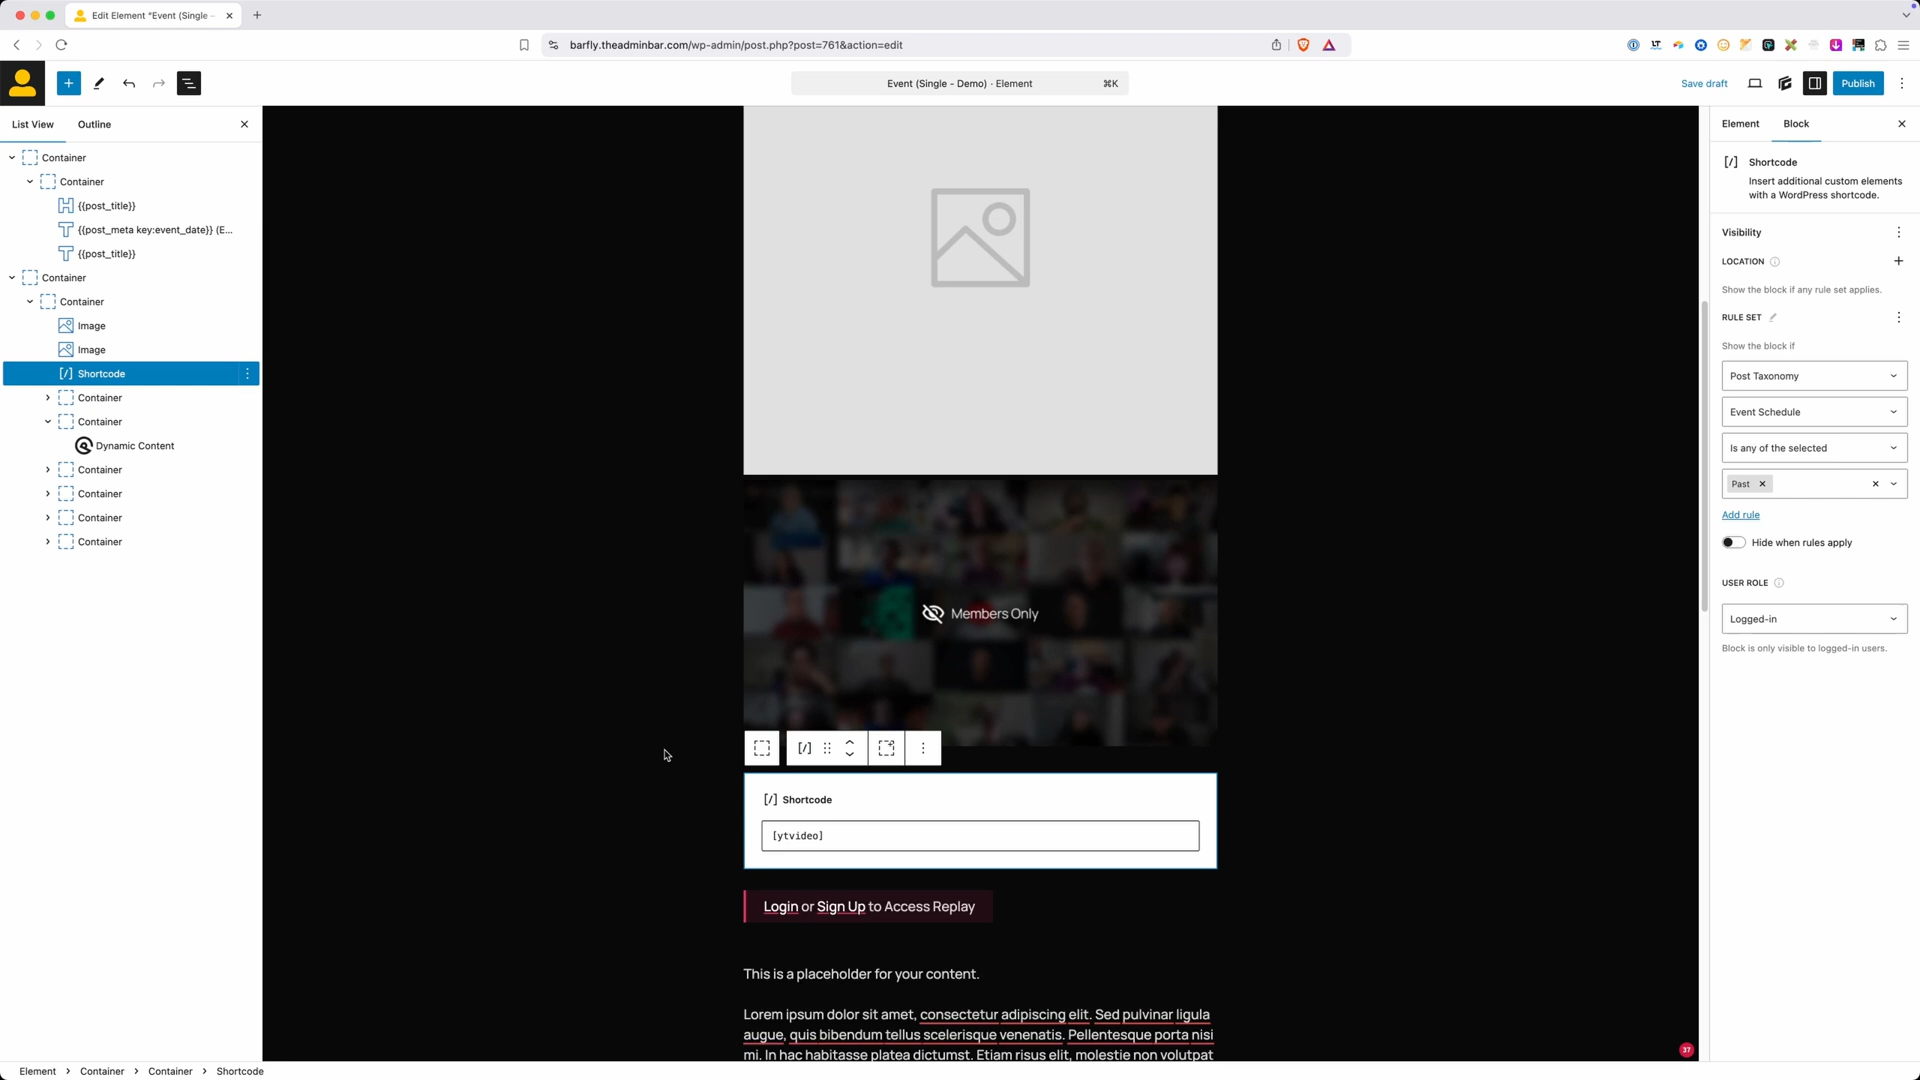 Edit Element "Event (Single -
barfly.theadminbar.com/wp-admin/post.php?post=761&action=edit
Event (Single - Demo) · Element
⌘K
Save draft
Publish
List View
Outline
Container
Container
{{post_title}}
{{post_meta key:event_date}} (E...
{{post_title}}
Container
Container
Image
Image
[/] Shortcode
Container
Container
Dynamic Content
Container
Container
Container
Container
Members Only
[/]
[/] Shortcode
[ytvideo]
Login or Sign Up to Access Replay
This is a placeholder for your content.
Lorem ipsum dolor sit amet, consectetur adipiscing elit. Sed pulvinar ligula
augue, quis bibendum tellus scelerisque venenatis. Pellentesque porta nisi
mi. In hac habitasse platea dictumst. Etiam risus elit, molestie non volutpat
Element
Block
[/] Shortcode
Insert additional custom elements
with a WordPress shortcode.
Visibility
LOCATION
Show the block if any rule set applies.
RULE SET
Show the block if
Post Taxonomy
Event Schedule
Is any of the selected
Past
Add rule
Hide when rules apply
USER ROLE
Logged-in
Block is only visible to logged-in users.
37
Element > Container > Container > Shortcode